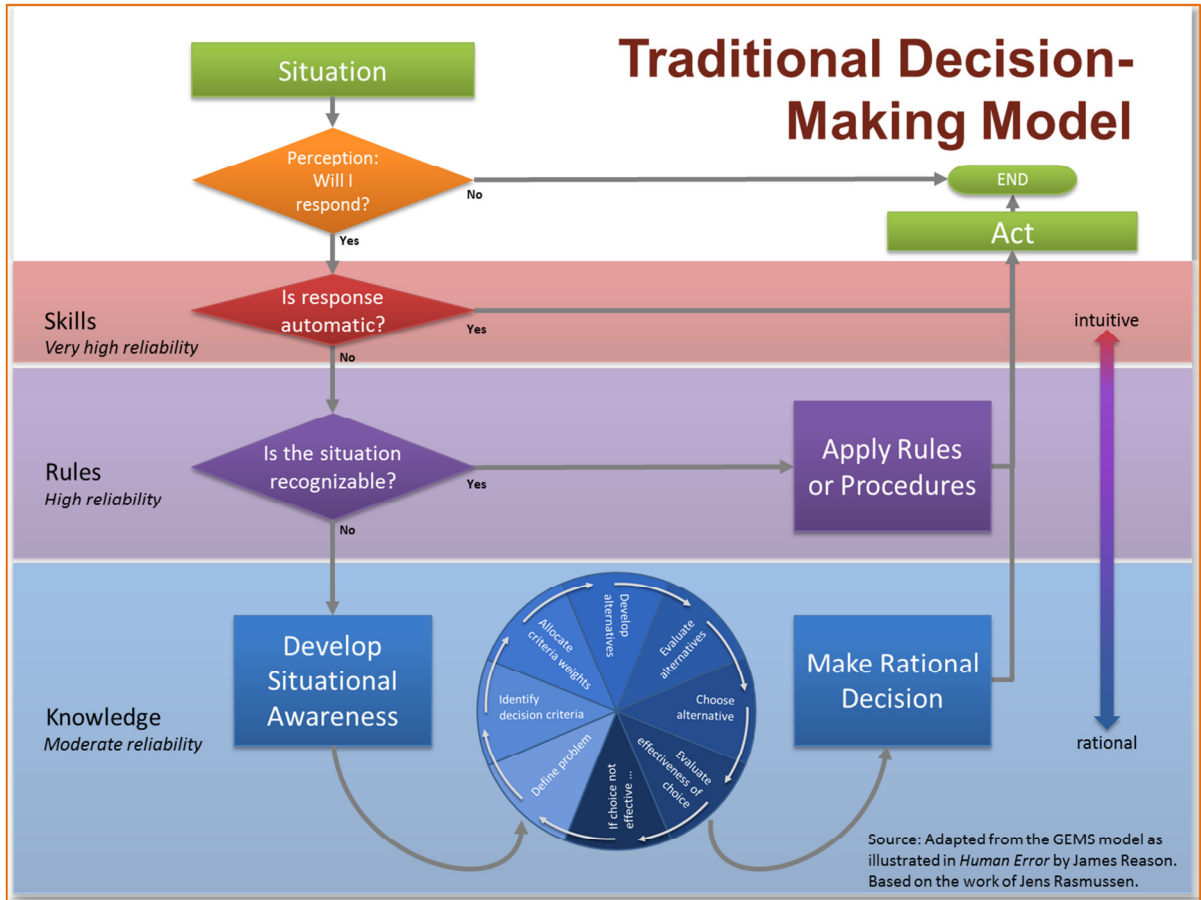 Traditional Decision-
Making Model
Situation
Perception:
Will I
respond?
No
END
Yes
Act
Skills
Very high reliability
Is response
automatic?
Yes
No
intuitive
Rules
High reliability
Is the situation
recognizable?
Yes
No
Apply Rules
or Procedures
Knowledge
Moderate reliability
Develop
Situational
Awareness
Define problem
Identify
decision criteria
Allocate
criteria weights
Develop
alternatives
Evaluate
alternatives
Choose
alternative
Evaluate
effectiveness of
choice
If choice not
effective ...
Make Rational
Decision
rational
Source: Adapted from the GEMS model as
illustrated in Human Error by James Reason.
Based on the work of Jens Rasmussen.